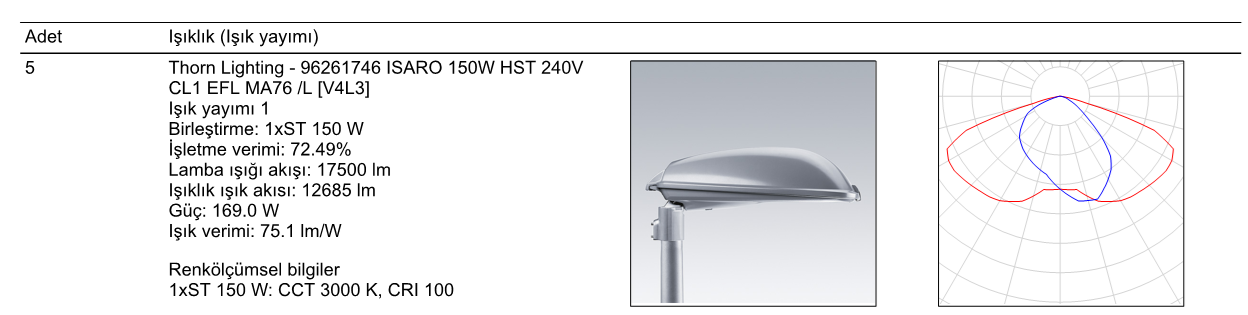 Adet Işıklık (Işık yayımı)
5 Thorn Lighting - 96261746 ISARO 150W HST 240V
CL1 EFL MA76 /L [V4L3]
Işık yayımı 1
Birleştirme: 1xST 150 W
İşletme verimi: 72.49%
Lamba ışığı akışı: 17500 lm
Işıklık ışık akısı: 12685 lm
Güç: 169.0 W
Işık verimi: 75.1 lm/W
Renkölçümsel bilgiler
1xST 150 W: CCT 3000 K, CRI 100